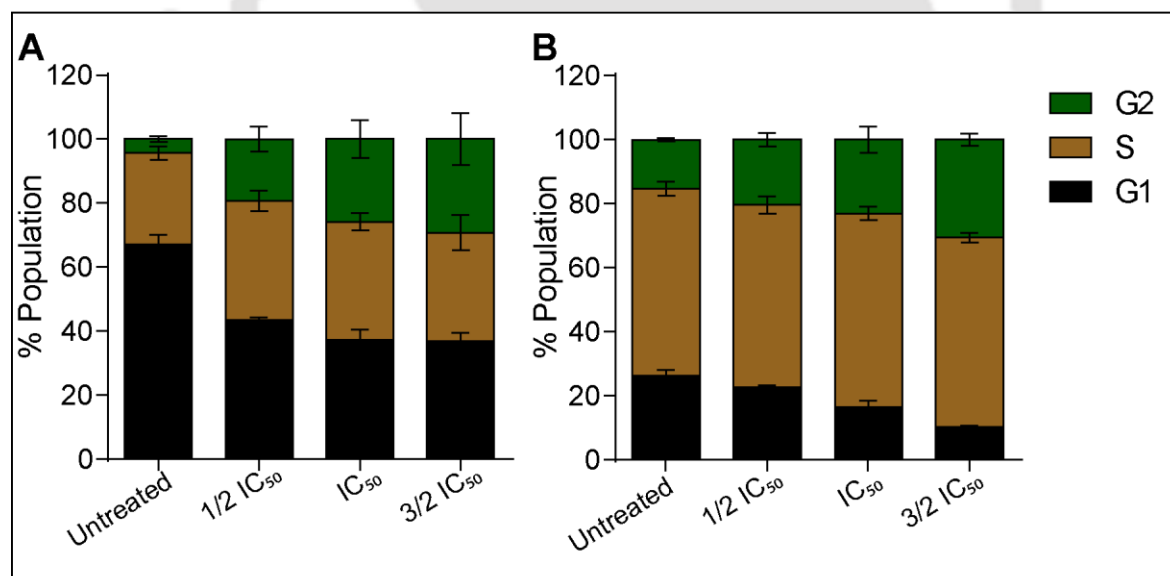 A
% Population
120
100
80
60
40
20
0
Untreated
1/2 IC₅₀
IC₅₀
3/2 IC₅₀
B
% Population
120
100
80
60
40
20
0
Untreated
1/2 IC₅₀
IC₅₀
3/2 IC₅₀
G2
S
G1